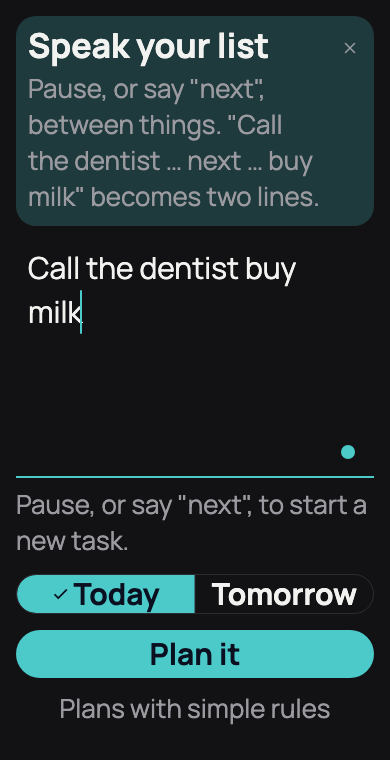 Speak your list
Pause, or say "next",
between things. "Call
the dentist ... next ... buy
milk" becomes two lines.
Call the dentist buy
milk
Pause, or say "next", to start a
new task.
Today
Tomorrow
Plan it
Plans with simple rules